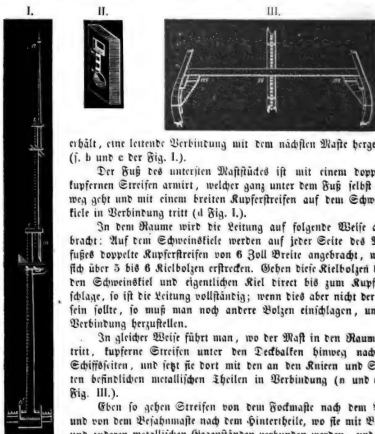 I. II. III.
erhält, eine leitende Verbindung mit dem nächsten Maste herge
(s. b und c der Fig. I.).
Der Fuß des untersten Maststückes ist mit einem dopp
kupfernen Streifen armirt, welcher ganz unter dem Fuß selbst
weg geht und mit einem breiten Kupferstreifen auf dem Schw
kiele in Verbindung tritt (d Fig. I.).
In dem Raume wird die Leitung auf folgende Weise a
bracht: Auf dem Schweinskiele werden auf jeder Seite des M
fußes doppelte Kupferstreifen von 6 Zoll Breite angebracht, w
sich über 5 bis 6 Kielbolzen erstrecken. Gehen diese Kielbolzen
den Schweinskiel und eigentlichen Kiel direct bis zum Kupf
schlage, so ist die Leitung vollständig; wenn dies aber nicht der
sein sollte, so muß man noch andere Bolzen einschlagen, un
Verbindung herzustellen.
In gleicher Weise führt man, wo der Mast in den Raum
tritt, kupferne Streifen unter den Deckbalken hinweg nach
Schiffsseiten, und setzt sie dort mit den an den Knieen und S
ten befindlichen metallischen Theilen in Verbindung (n und
Fig. III.).
Eben so gehen Streifen von dem Fockmaste nach dem
und von dem Besahnmaste nach dem Hintertheile, wo sie mit B
und anderen metallischen Gegenständen verbunden werden, und